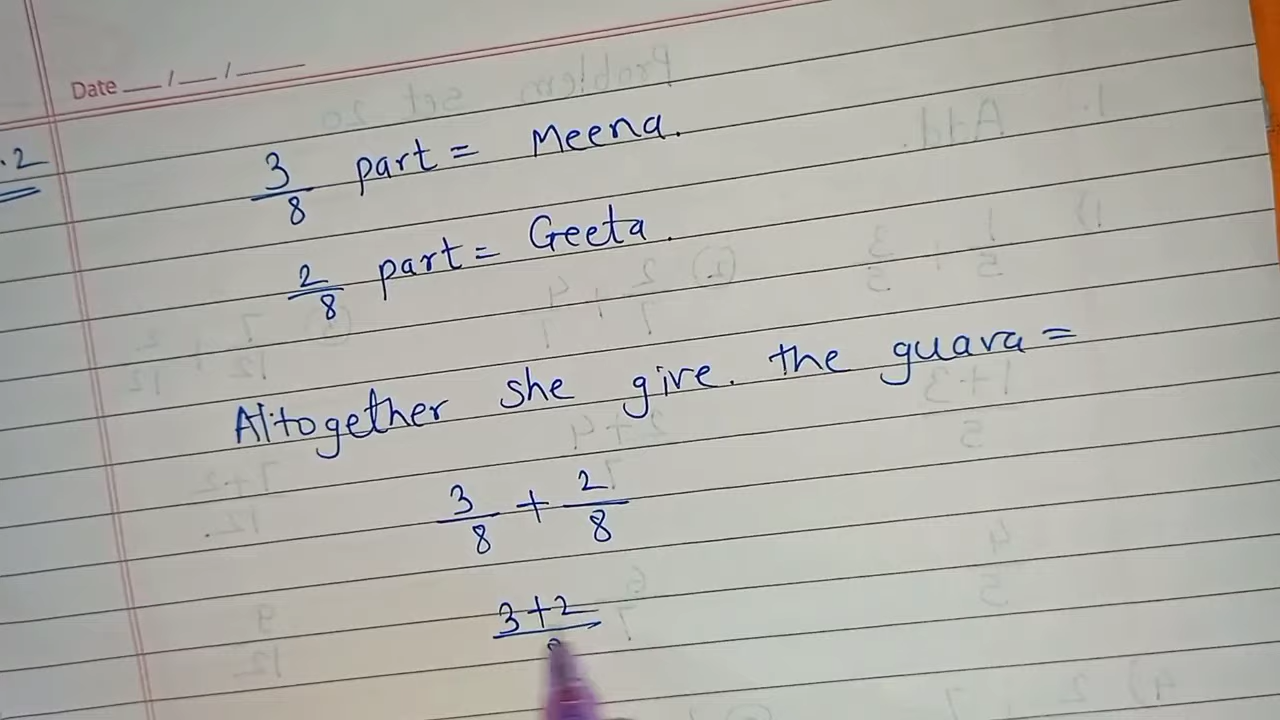 Date __/__/____
.2
3/8 part = Meena.
2/8 part = Geeta.
Altogether she give. the guava =
3/8 + 2/8
3+2